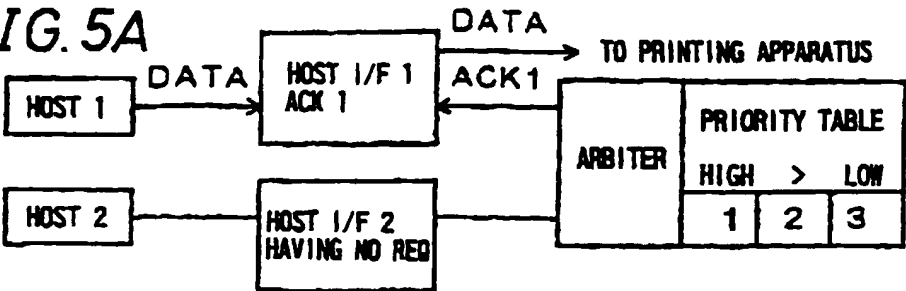 IG. 5A
DATA
TO PRINTING APPARATUS
DATA
HOST I/F 1
ACK 1
ACK1
HOST 1
ARBITER
PRIORITY TABLE
HIGH > LOW
1 2 3
HOST 2
HOST I/F 2
HAVING NO REQ